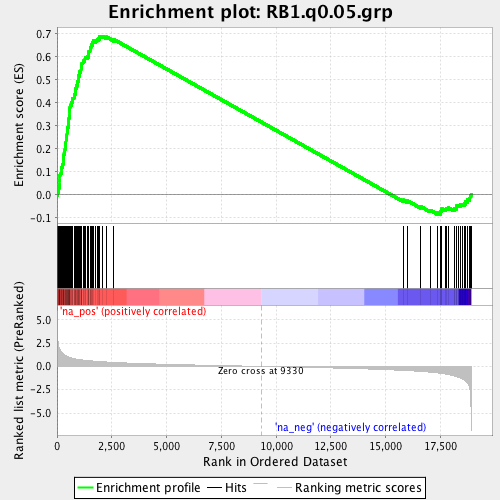 Enrichment plot: RB1.q0.05.grp
Enrichment score (ES)
0.7
0.6
0.5
0.4
0.3
0.2
0.1
0.0
-0.1
Ranked list metric (PreRanked)
5.0
2.5
0.0
-2.5
-5.0
'na_pos' (positively correlated)
Zero cross at 9330
'na_neg' (negatively correlated)
0 2,500 5,000 7,500 10,000 12,500 15,000 17,500
Rank in Ordered Dataset
Enrichment profile Hits Ranking metric scores